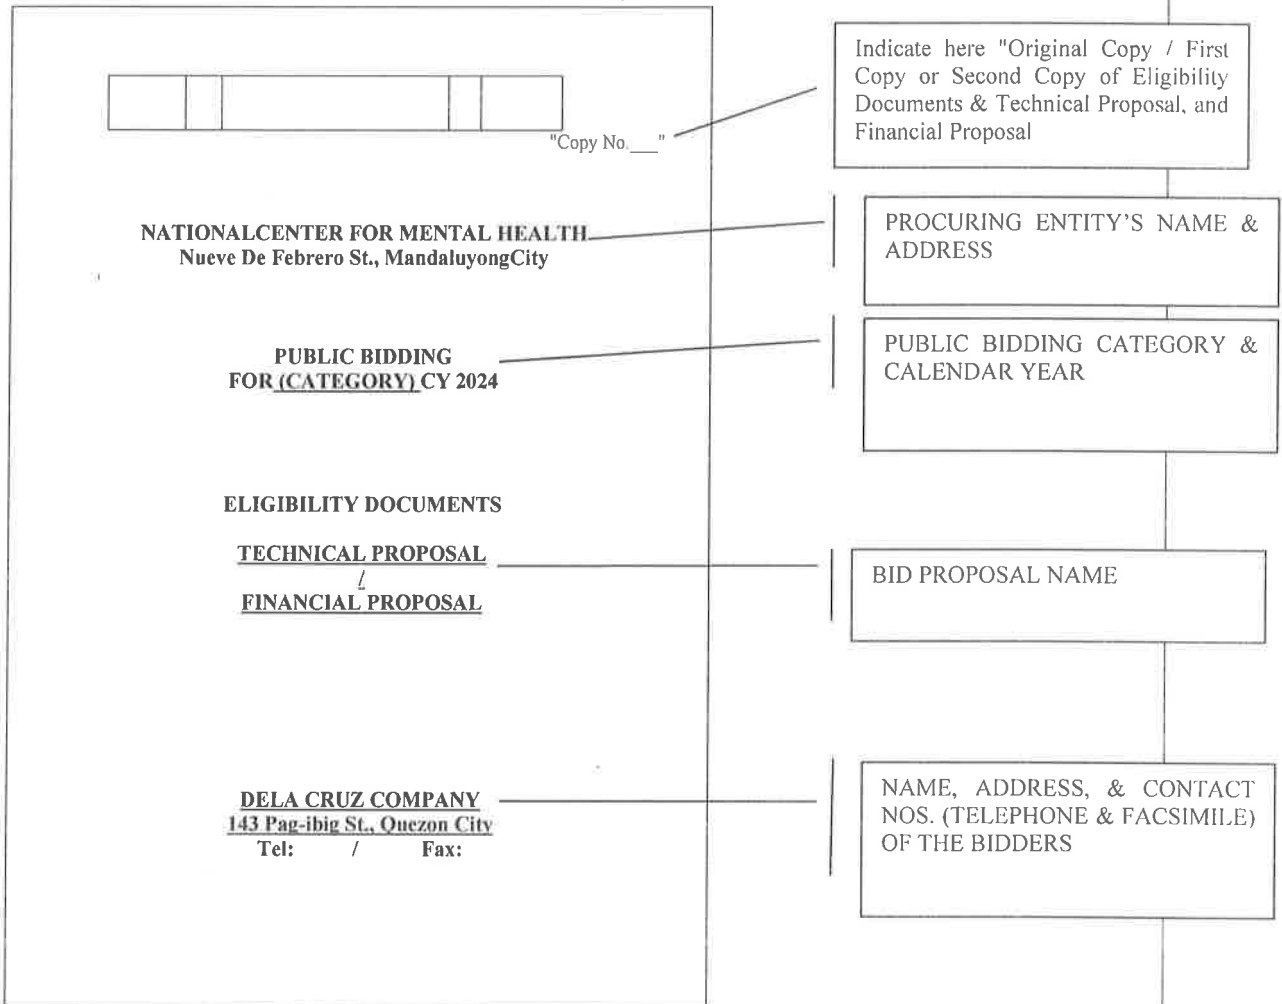 Indicate here "Original Copy / First
Copy or Second Copy of Eligibility
Documents & Technical Proposal, and
Financial Proposal
"Copy No.___"
NATIONALCENTER FOR MENTAL HEALTH
Nueve De Febrero St., MandaluyongCity
PROCURING ENTITY'S NAME &
ADDRESS
PUBLIC BIDDING
FOR (CATEGORY) CY 2024
PUBLIC BIDDING CATEGORY &
CALENDAR YEAR
ELIGIBILITY DOCUMENTS
TECHNICAL PROPOSAL
/
FINANCIAL PROPOSAL
BID PROPOSAL NAME
DELA CRUZ COMPANY
143 Pag-ibig St., Quezon City
Tel: / Fax:
NAME, ADDRESS, & CONTACT
NOS. (TELEPHONE & FACSIMILE)
OF THE BIDDERS